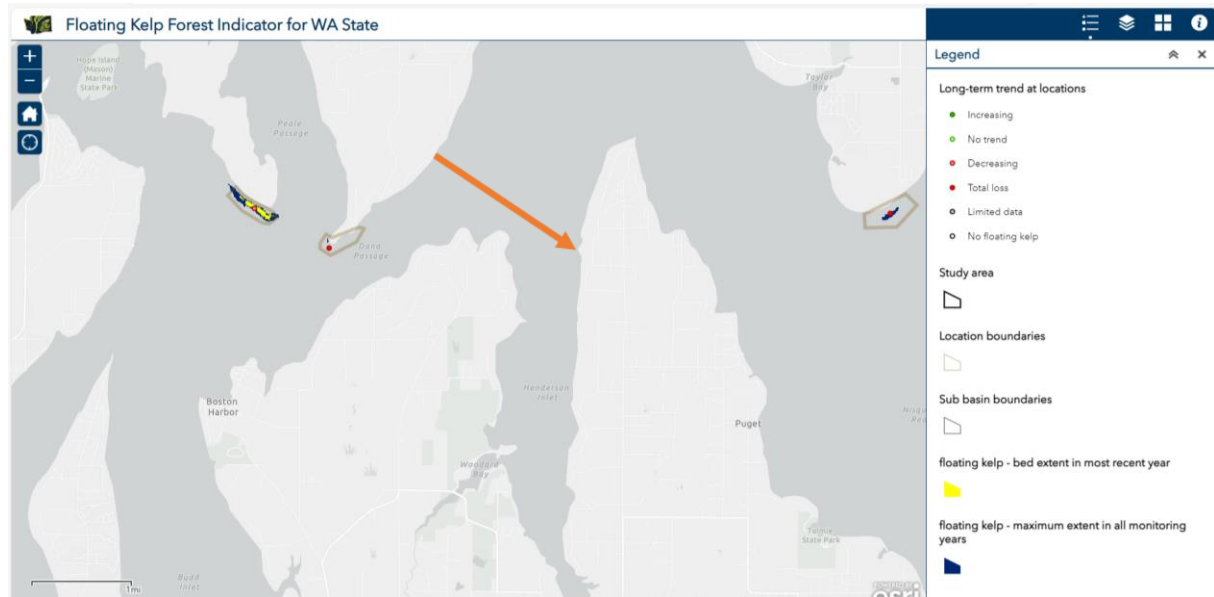 Floating Kelp Forest Indicator for WA State
Hope Island
(Mason)
Marine
State Park
Peale
Passage
Taylor
Bay
Dana
Passage
Henderson
Inlet
Boston
Harbor
Puget
Woodard
Bay
Tolmie
State Park
Budd
Inlet
1mi
POWERED BY
esri
Legend
Long-term trend at locations
Increasing
No trend
Decreasing
Total loss
Limited data
No floating kelp
Study area
Location boundaries
Sub basin boundaries
floating kelp - bed extent in most recent year
floating kelp - maximum extent in all monitoring
years